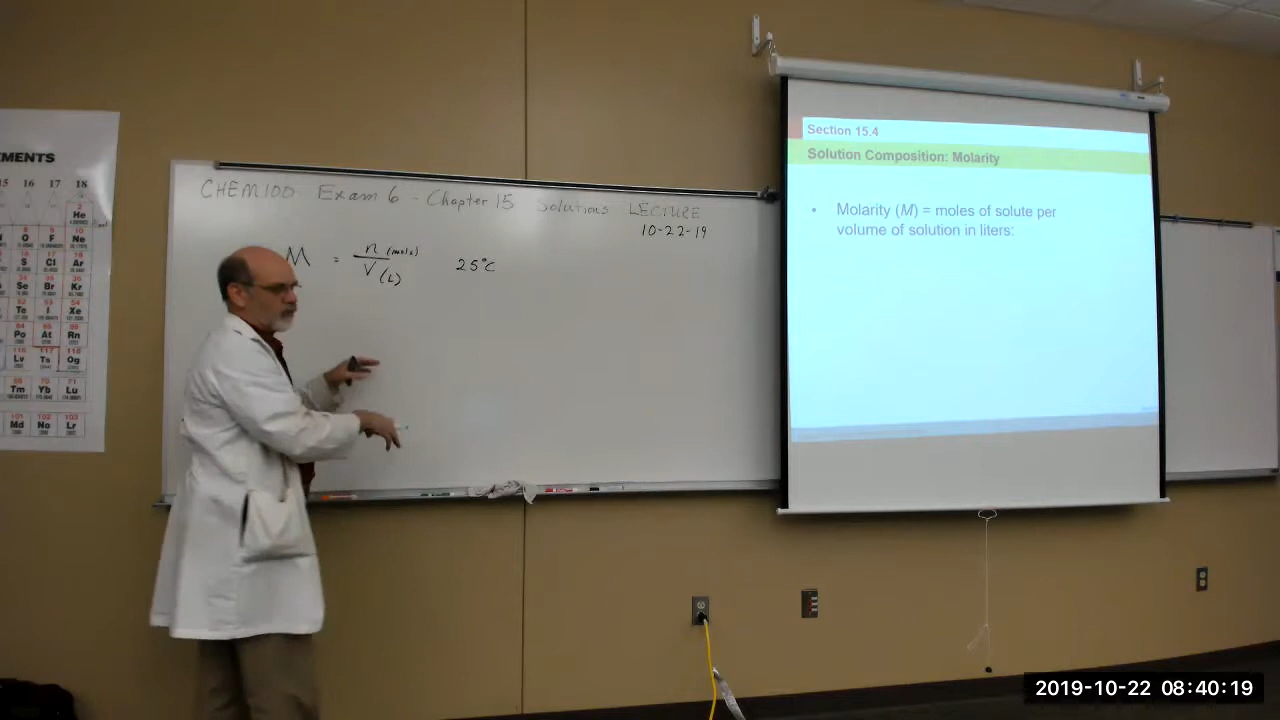 EMENTS
15 16 17 18
He
O F Ne
S Cl Ar
Se Br Kr
Te I Xe
Po At Rn
Lv Ts Og
Tm Yb Lu
Md No Lr
CHEM100 Exam 6 - Chapter 15 Solutions LECTURE
10-22-19
M = n (mols)
V (L)
25°C
Section 15.4
Solution Composition: Molarity
• Molarity (M) = moles of solute per
volume of solution in liters:
2019-10-22 08:40:19